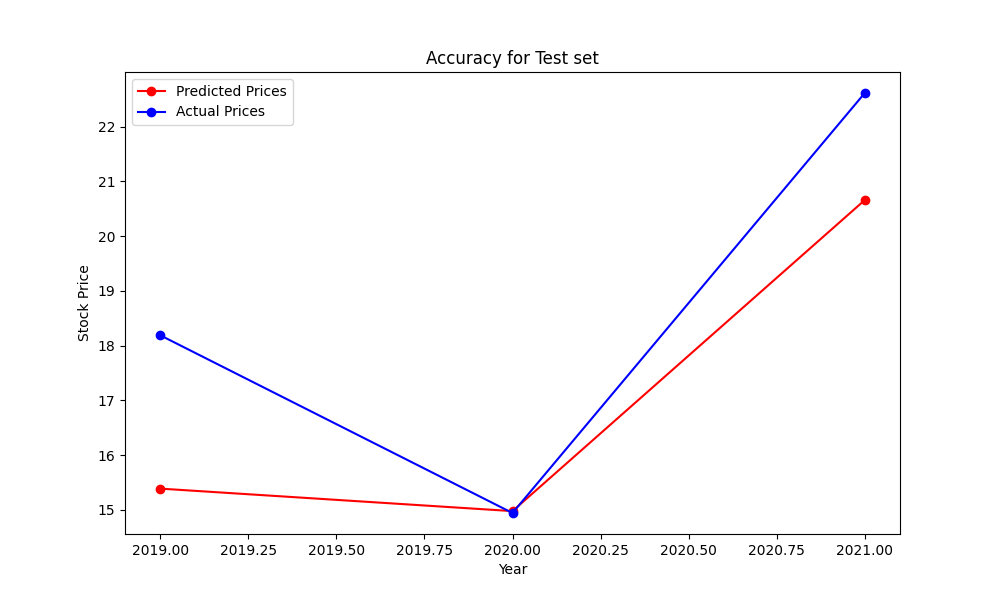 Accuracy for Test set
Predicted Prices
Actual Prices
Stock Price
22
21
20
19
18
17
16
15
2019.00 2019.25 2019.50 2019.75 2020.00 2020.25 2020.50 2020.75 2021.00
Year